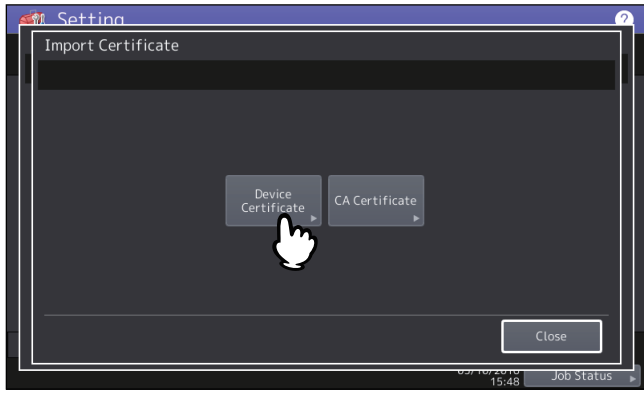 Setting
?
Import Certificate
Device
Certificate
CA Certificate
Close
15:48
Job Status